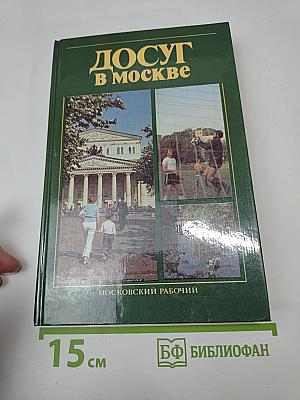 ДОСУГ
В МОСКВЕ
МОСКОВСКИЙ РАБОЧИЙ
15 СМ
БФ БИБЛИОФАН